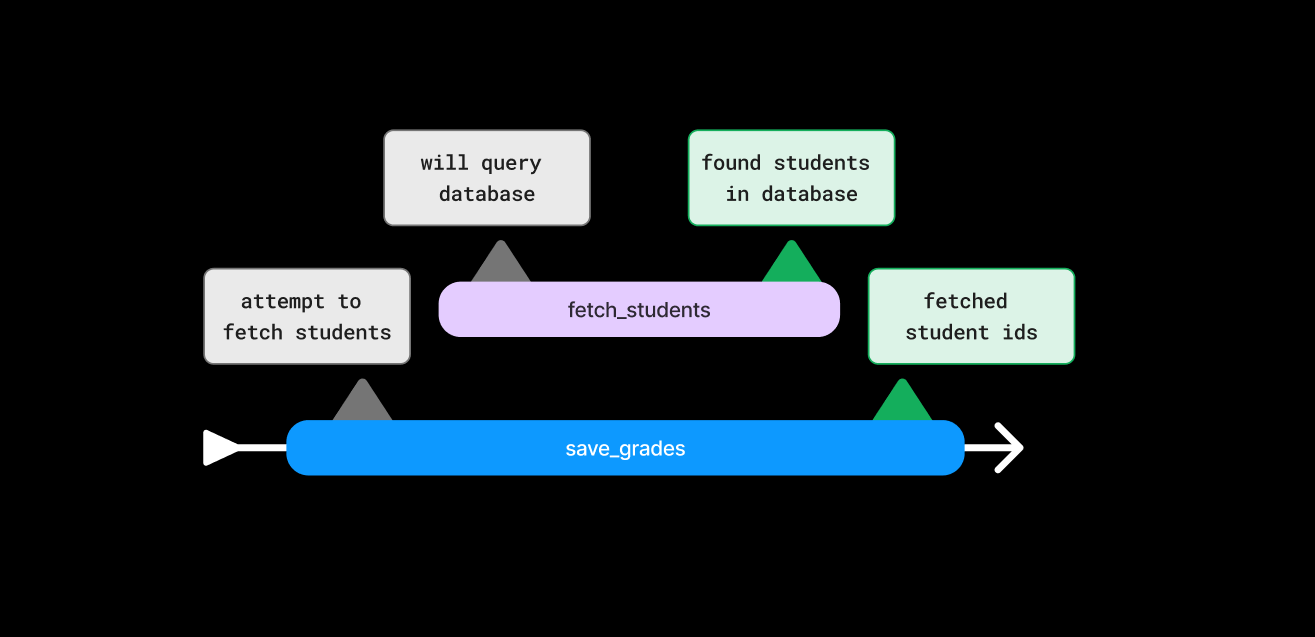 will query
database
found students
in database
attempt to
fetch students
fetch_students
fetched
student ids
save_grades